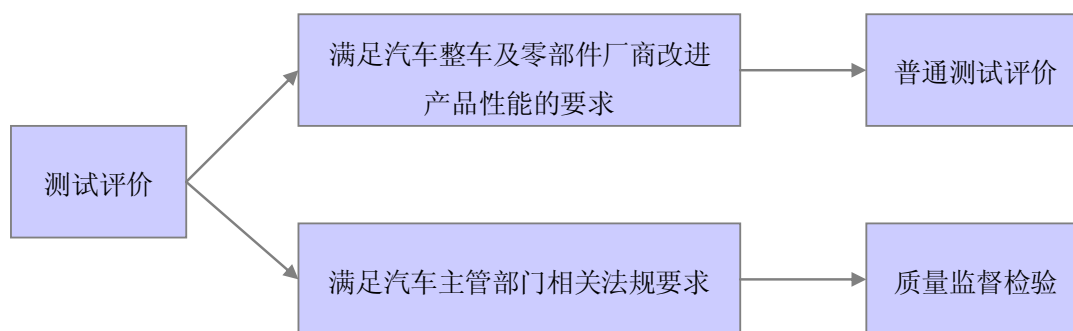 满足汽车整车及零部件厂商改进
产品性能的要求
普通测试评价
测试评价
满足汽车主管部门相关法规要求
质量监督检验